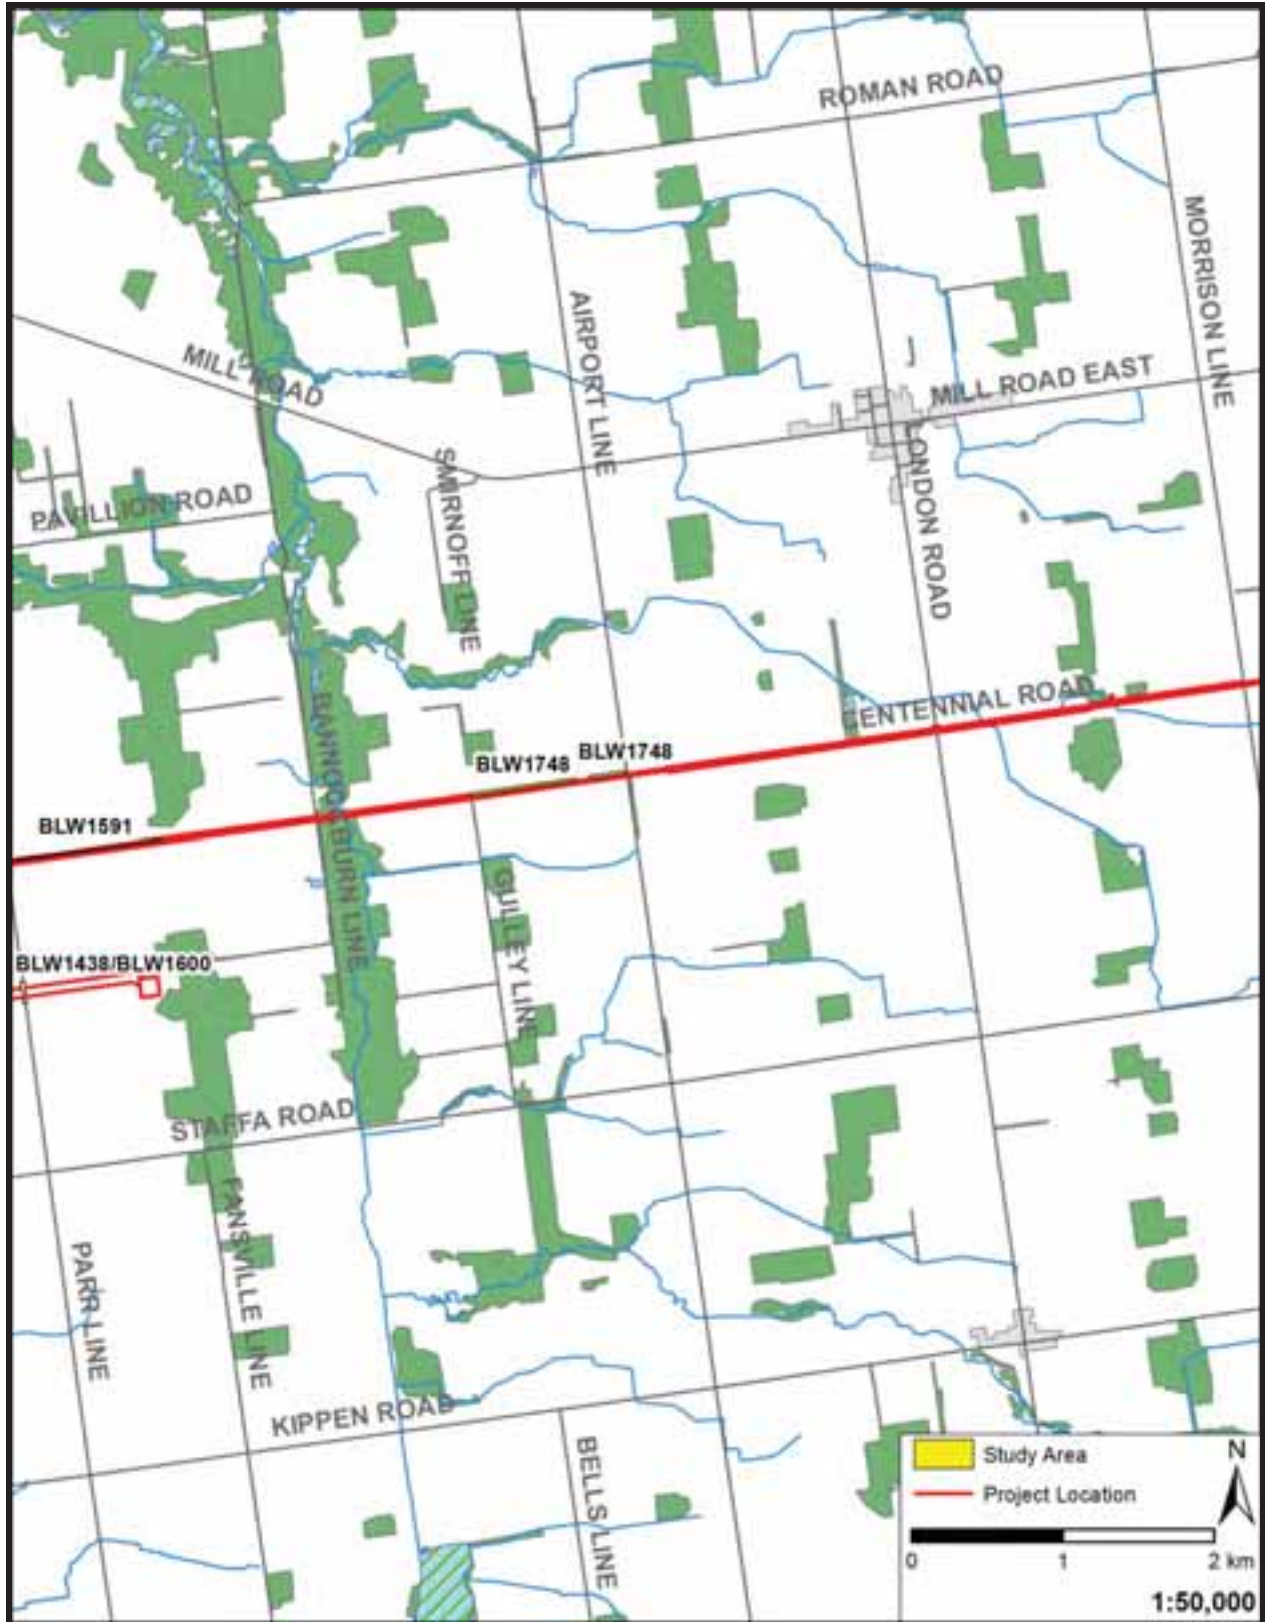 ROMAN ROAD
MORRISON LINE
AIRPORT LINE
MILL ROAD
MILL ROAD EAST
SMIRNOFF LINE
LONDON ROAD
PAVILLION ROAD
CENTENNIAL ROAD
BANNOCKBURN LINE
BLW1748
BLW1748
BLW1591
GULLEY LINE
BLW1438/BLW1600
STAFFA ROAD
FANSVILLE LINE
PARR LINE
KIPPEN ROAD
BELLS LINE
Study Area
N
Project Location
0 1 2 km
1:50,000